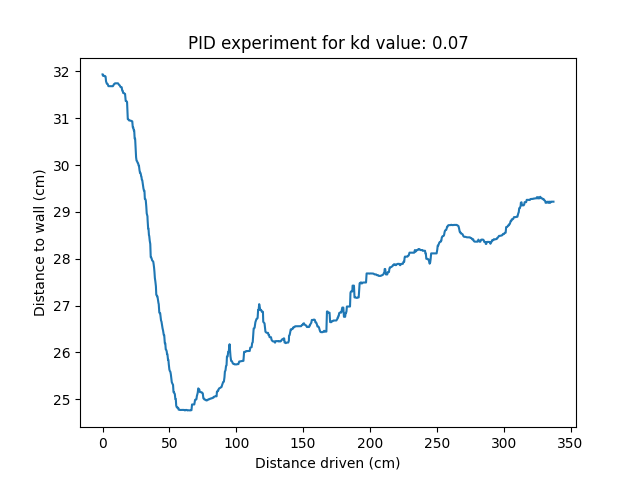 PID experiment for kd value: 0.07
32
31
30
29
28
27
26
25
Distance to wall (cm)
0 50 100 150 200 250 300 350
Distance driven (cm)